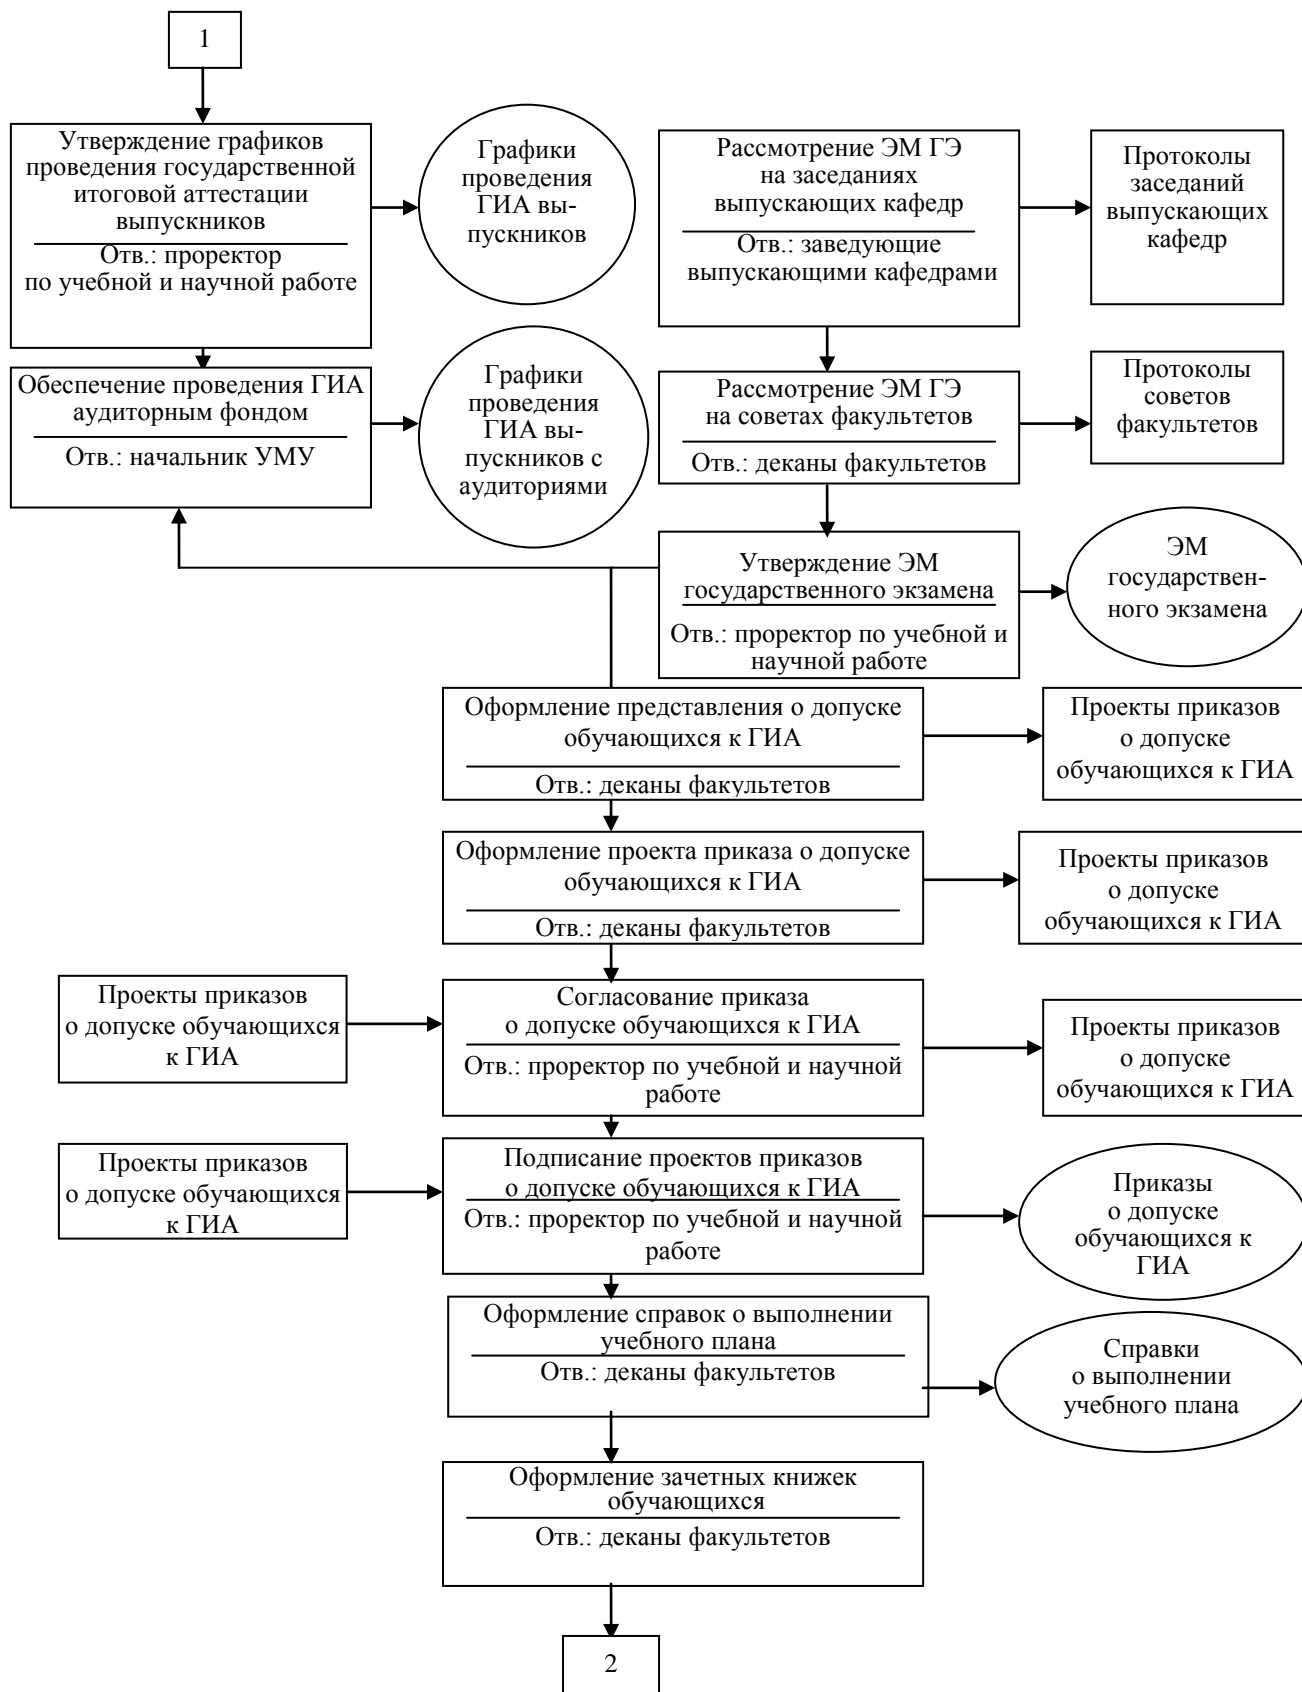 1
Утверждение графиков
проведения государственной
итоговой аттестации
выпускников
Отв.: проректор
по учебной и научной работе
Графики
проведения
ГИА вы-
пускников
Рассмотрение ЭМ ГЭ
на заседаниях
выпускающих кафедр
Отв.: заведующие
выпускающими кафедрами
Протоколы
заседаний
выпускающих
кафедр
Обеспечение проведения ГИА
аудиторным фондом
Отв.: начальник УМУ
Графики
проведения
ГИА вы-
пускников с
аудиториями
Рассмотрение ЭМ ГЭ
на советах факультетов
Отв.: деканы факультетов
Протоколы
советов
факультетов
Утверждение ЭМ
государственного экзамена
Отв.: проректор по учебной и
научной работе
ЭМ
государствен-
ного экзамена
Оформление представления о допуске
обучающихся к ГИА
Отв.: деканы факультетов
Проекты приказов
о допуске
обучающихся к ГИА
Оформление проекта приказа о допуске
обучающихся к ГИА
Отв.: деканы факультетов
Проекты приказов
о допуске
обучающихся к ГИА
Проекты приказов
о допуске обучающихся
к ГИА
Согласование приказа
о допуске обучающихся к ГИА
Отв.: проректор по учебной и научной
работе
Проекты приказов
о допуске
обучающихся к ГИА
Проекты приказов
о допуске обучающихся
к ГИА
Подписание проектов приказов
о допуске обучающихся к ГИА
Отв.: проректор по учебной и научной
работе
Приказы
о допуске
обучающихся к
ГИА
Оформление справок о выполнении
учебного плана
Отв.: деканы факультетов
Справки
о выполнении
учебного плана
Оформление зачетных книжек
обучающихся
Отв.: деканы факультетов
2